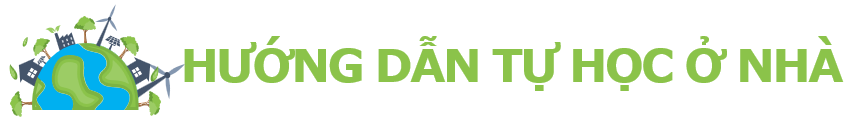 HƯỚNG DẪN TỰ HỌC Ở NHÀ